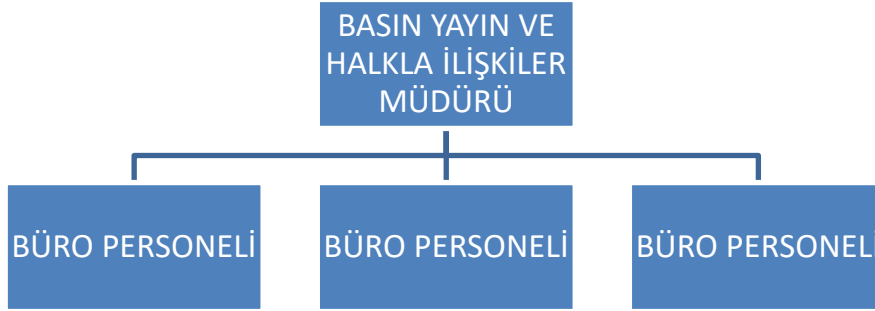 BASIN YAYIN VE
HALKLA İLİŞKİLER
MÜDÜRÜ
BÜRO PERSONELİ
BÜRO PERSONELİ
BÜRO PERSONELİ